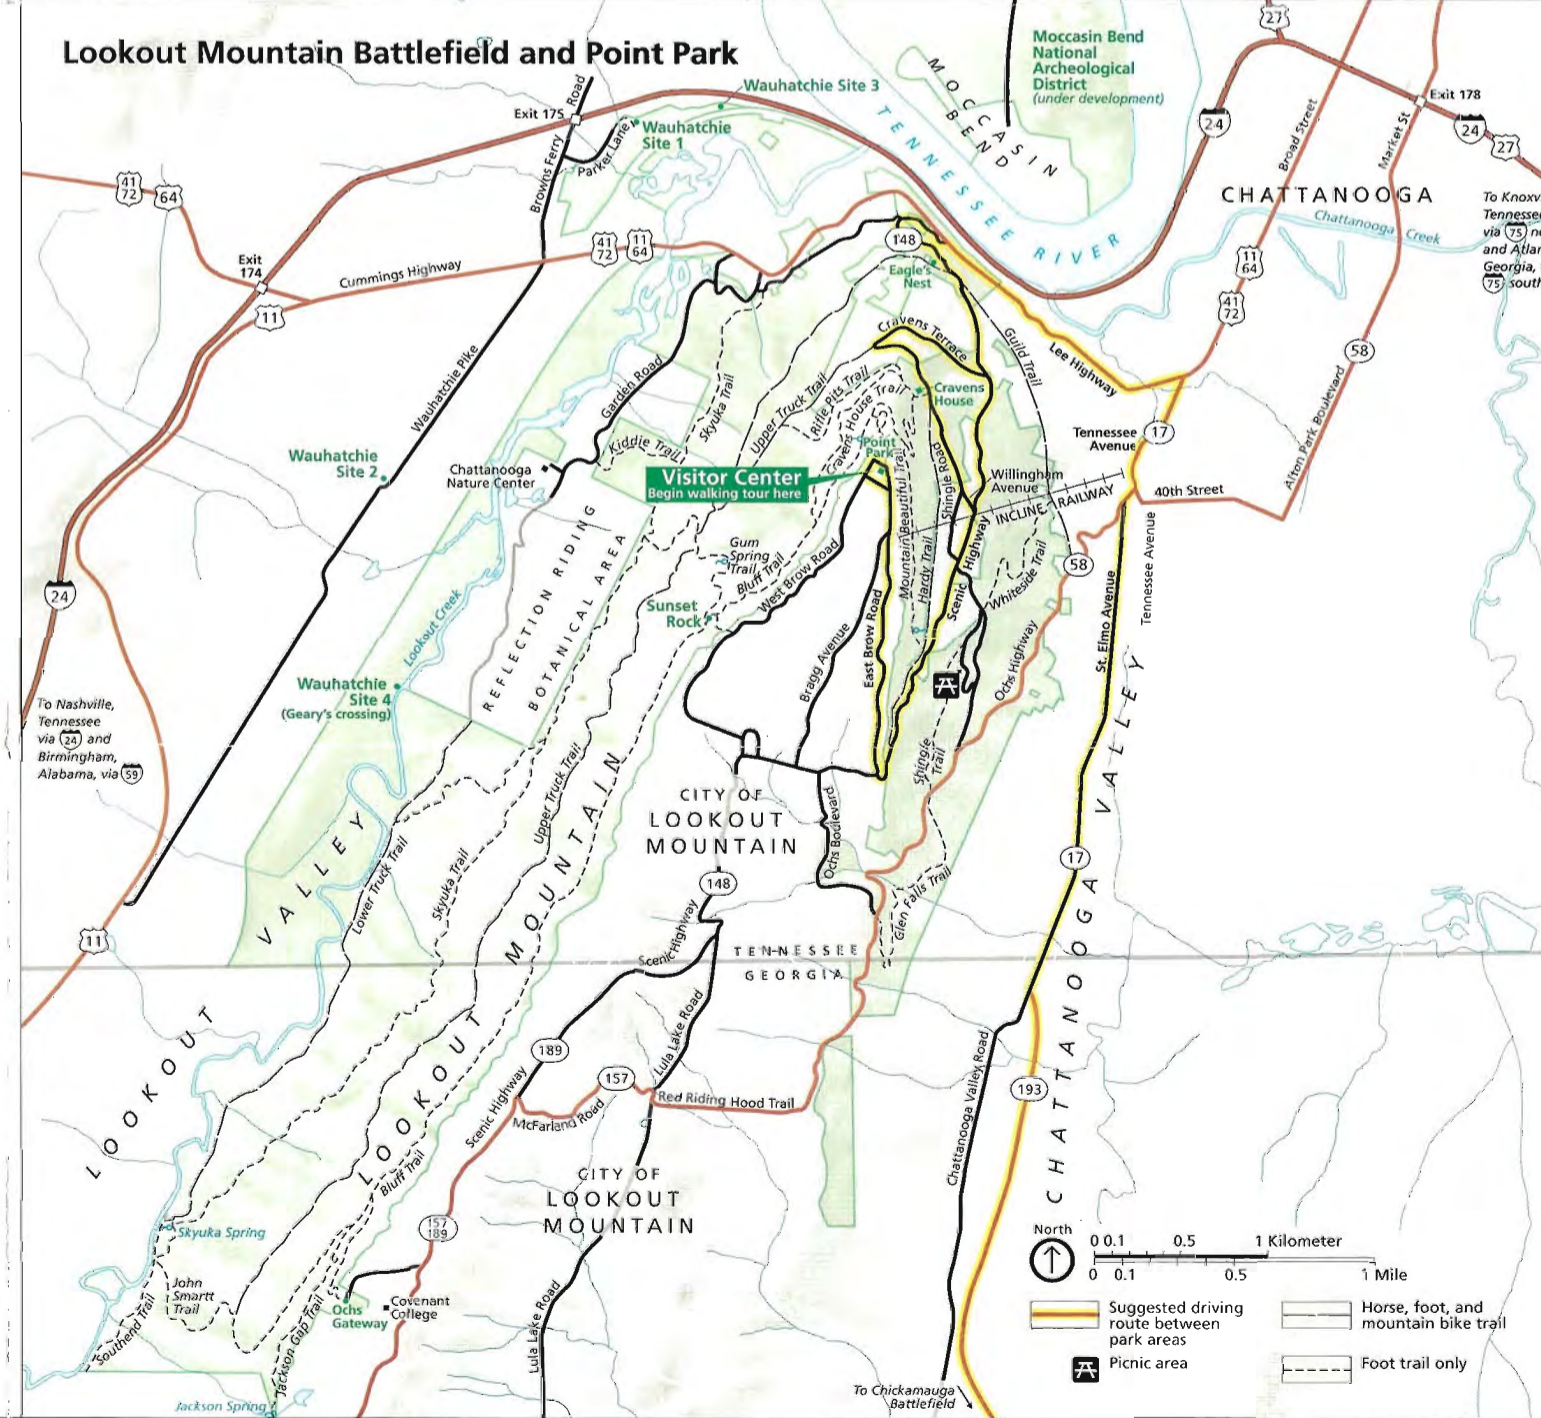 Lookout Mountain Battlefield and Point Park
Moccasin Bend
National
Archeological
District
(under development)
MOCCASIN
BEND
TENNESSEE RIVER
27
24
Exit 178
24
27
Broad Street
Market St
CHATTANOOGA
Chattanooga Creek
To Knoxv
Tennessee
via 75 n
and Atlan
Georgia,
75 south
Wauhatchie Site 3
Exit 175
Browns Ferry Road
Parker Lane
Wauhatchie
Site 1
41
72
64
Exit
174
11
Cummings Highway
41
72
11
64
148
Eagle's
Nest
11
64
41
72
58
Cravens Terrace
Guild Trail
Lee Highway
Wauhatchie Pike
Garden Road
Skyuka Trail
Upper Truck Trail
Rifle Pits Trail
Cravens House Trail
Cravens
House
Tennessee
Avenue
17
Afton Park Boulevard
Kiddie Trail
Point
Park
Wauhatchie
Site 2
Chattanooga
Nature Center
Visitor Center
Begin walking tour here
Shingle Road
Willingham
Avenue
INCLINE RAILWAY
40th Street
Mountain Beautiful Trail
Hardy Trail
Scenic Highway
Tennessee Avenue
St. Elmo Avenue
58
Whiteside Trail
Gum
Spring
Trail
Bluff Trail
West Brow Road
24
REFLECTION RIDING
BOTANICAL AREA
Lookout Creek
Sunset
Rock
Bragg Avenue
East Brow Road
Ochs Highway
Wauhatchie
Site 4
(Geary's crossing)
To Nashville,
Tennessee
via 24 and
Birmingham,
Alabama, via 59
Shingle
Trail
Upper Truck Trail
CITY OF
LOOKOUT
MOUNTAIN
Ochs Boulevard
Lower Truck Trail
Skyuka Trail
148
17
Glen Falls Trail
11
Scenic Highway
TENNESSEE
GEORGIA
LOOKOUT VALLEY
LOOKOUT MOUNTAIN
CHATTANOOGA VALLEY
Lula Lake Road
189
157
Scenic Highway
McFarland Road
Red Riding Hood Trail
Chattanooga Valley Road
193
Bluff Trail
CITY OF
LOOKOUT
MOUNTAIN
157
189
Skyuka Spring
John
Smartt
Trail
Southend Trail
Jackson Gap Trail
Ochs
Gateway
Covenant
College
Lula Lake Road
Jackson Spring
To Chickamauga
Battlefield
North
0 0.1 0.5 1 Kilometer
0 0.1 0.5 1 Mile
Suggested driving
route between
park areas
Horse, foot, and
mountain bike trail
Picnic area
Foot trail only